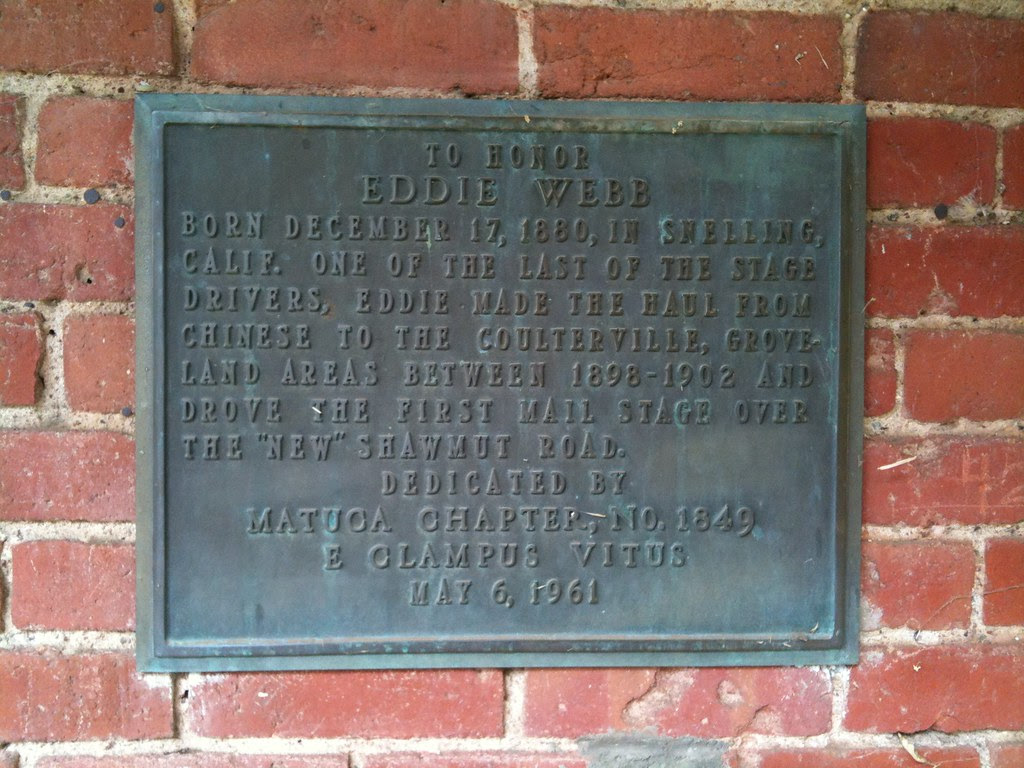 TO HONOR
EDDIE WEBB
BORN DECEMBER 17, 1880, IN SNELLING,
CALIF. ONE OF THE LAST OF THE STAGE
DRIVERS, EDDIE MADE THE HAUL FROM
CHINESE TO THE COULTERVILLE, GROVE-
LAND AREAS BETWEEN 1898-1902 AND
DROVE THE FIRST MAIL STAGE OVER
THE "NEW" SHAWMUT ROAD.
DEDICATED BY
MATUCA CHAPTER, NO. 1849
E CLAMPUS VITUS
MAY 6, 1961